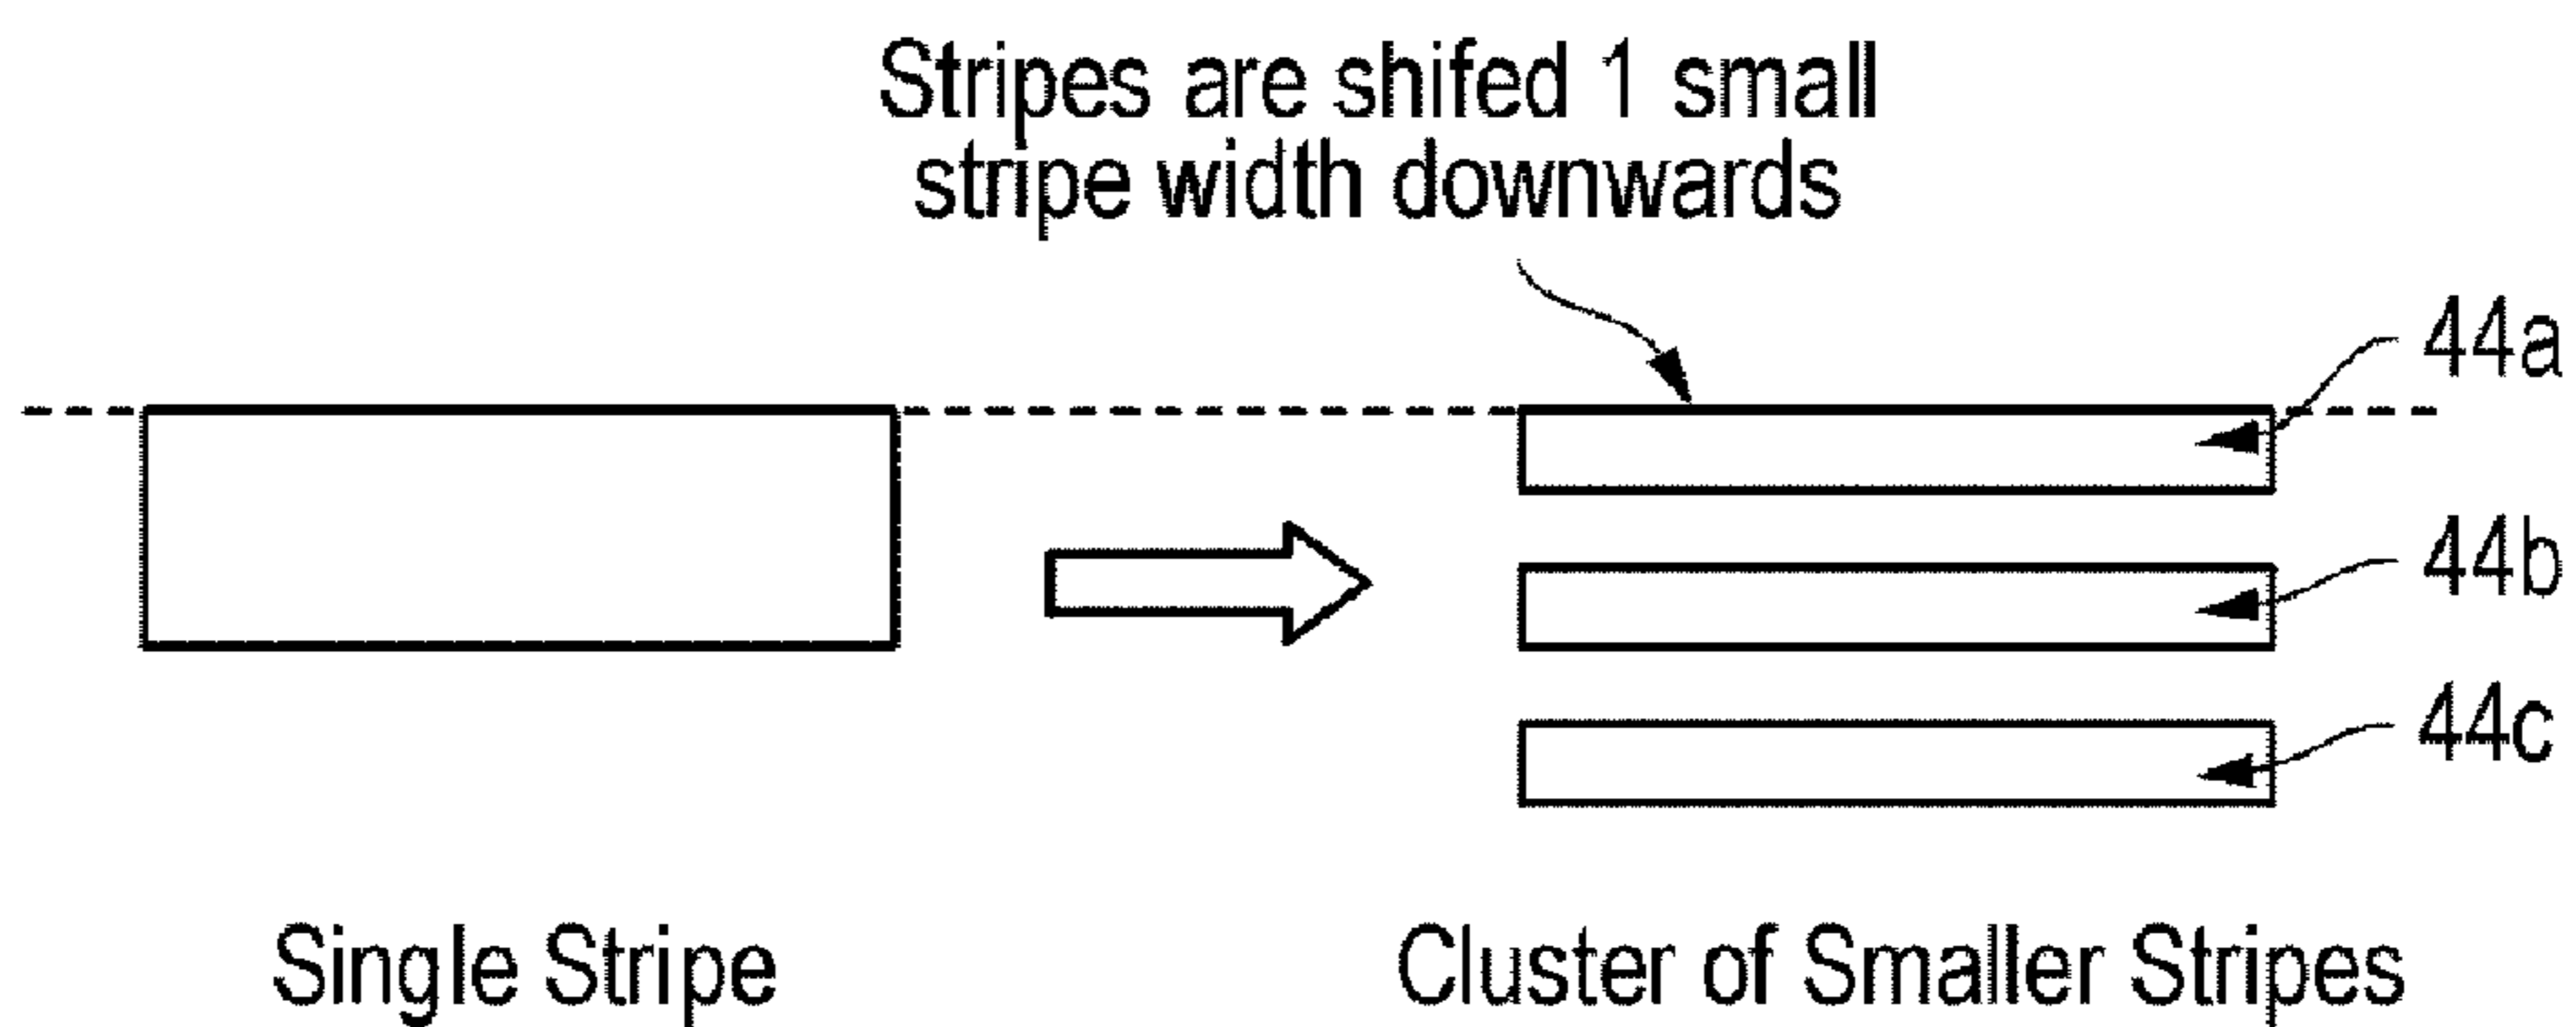 Stripes are shifed 1 small
stripe width downwards
44a
44b
44c
Single Stripe
Cluster of Smaller Stripes